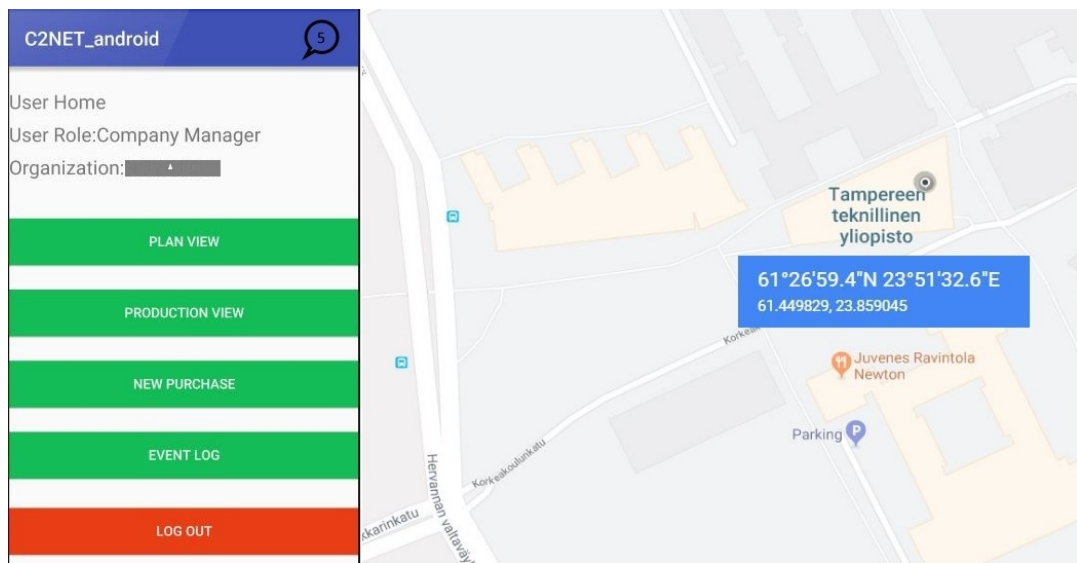 C2NET_android
5
User Home
User Role:Company Manager
Organization:
PLAN VIEW
PRODUCTION VIEW
NEW PURCHASE
EVENT LOG
LOG OUT
Tampereen
teknillinen
yliopisto
61°26'59.4"N 23°51'32.6"E
61.449829, 23.859045
Juvenes Ravintola
Newton
Parking P
Korkeakoulunkatu
Hervannan valtaväy